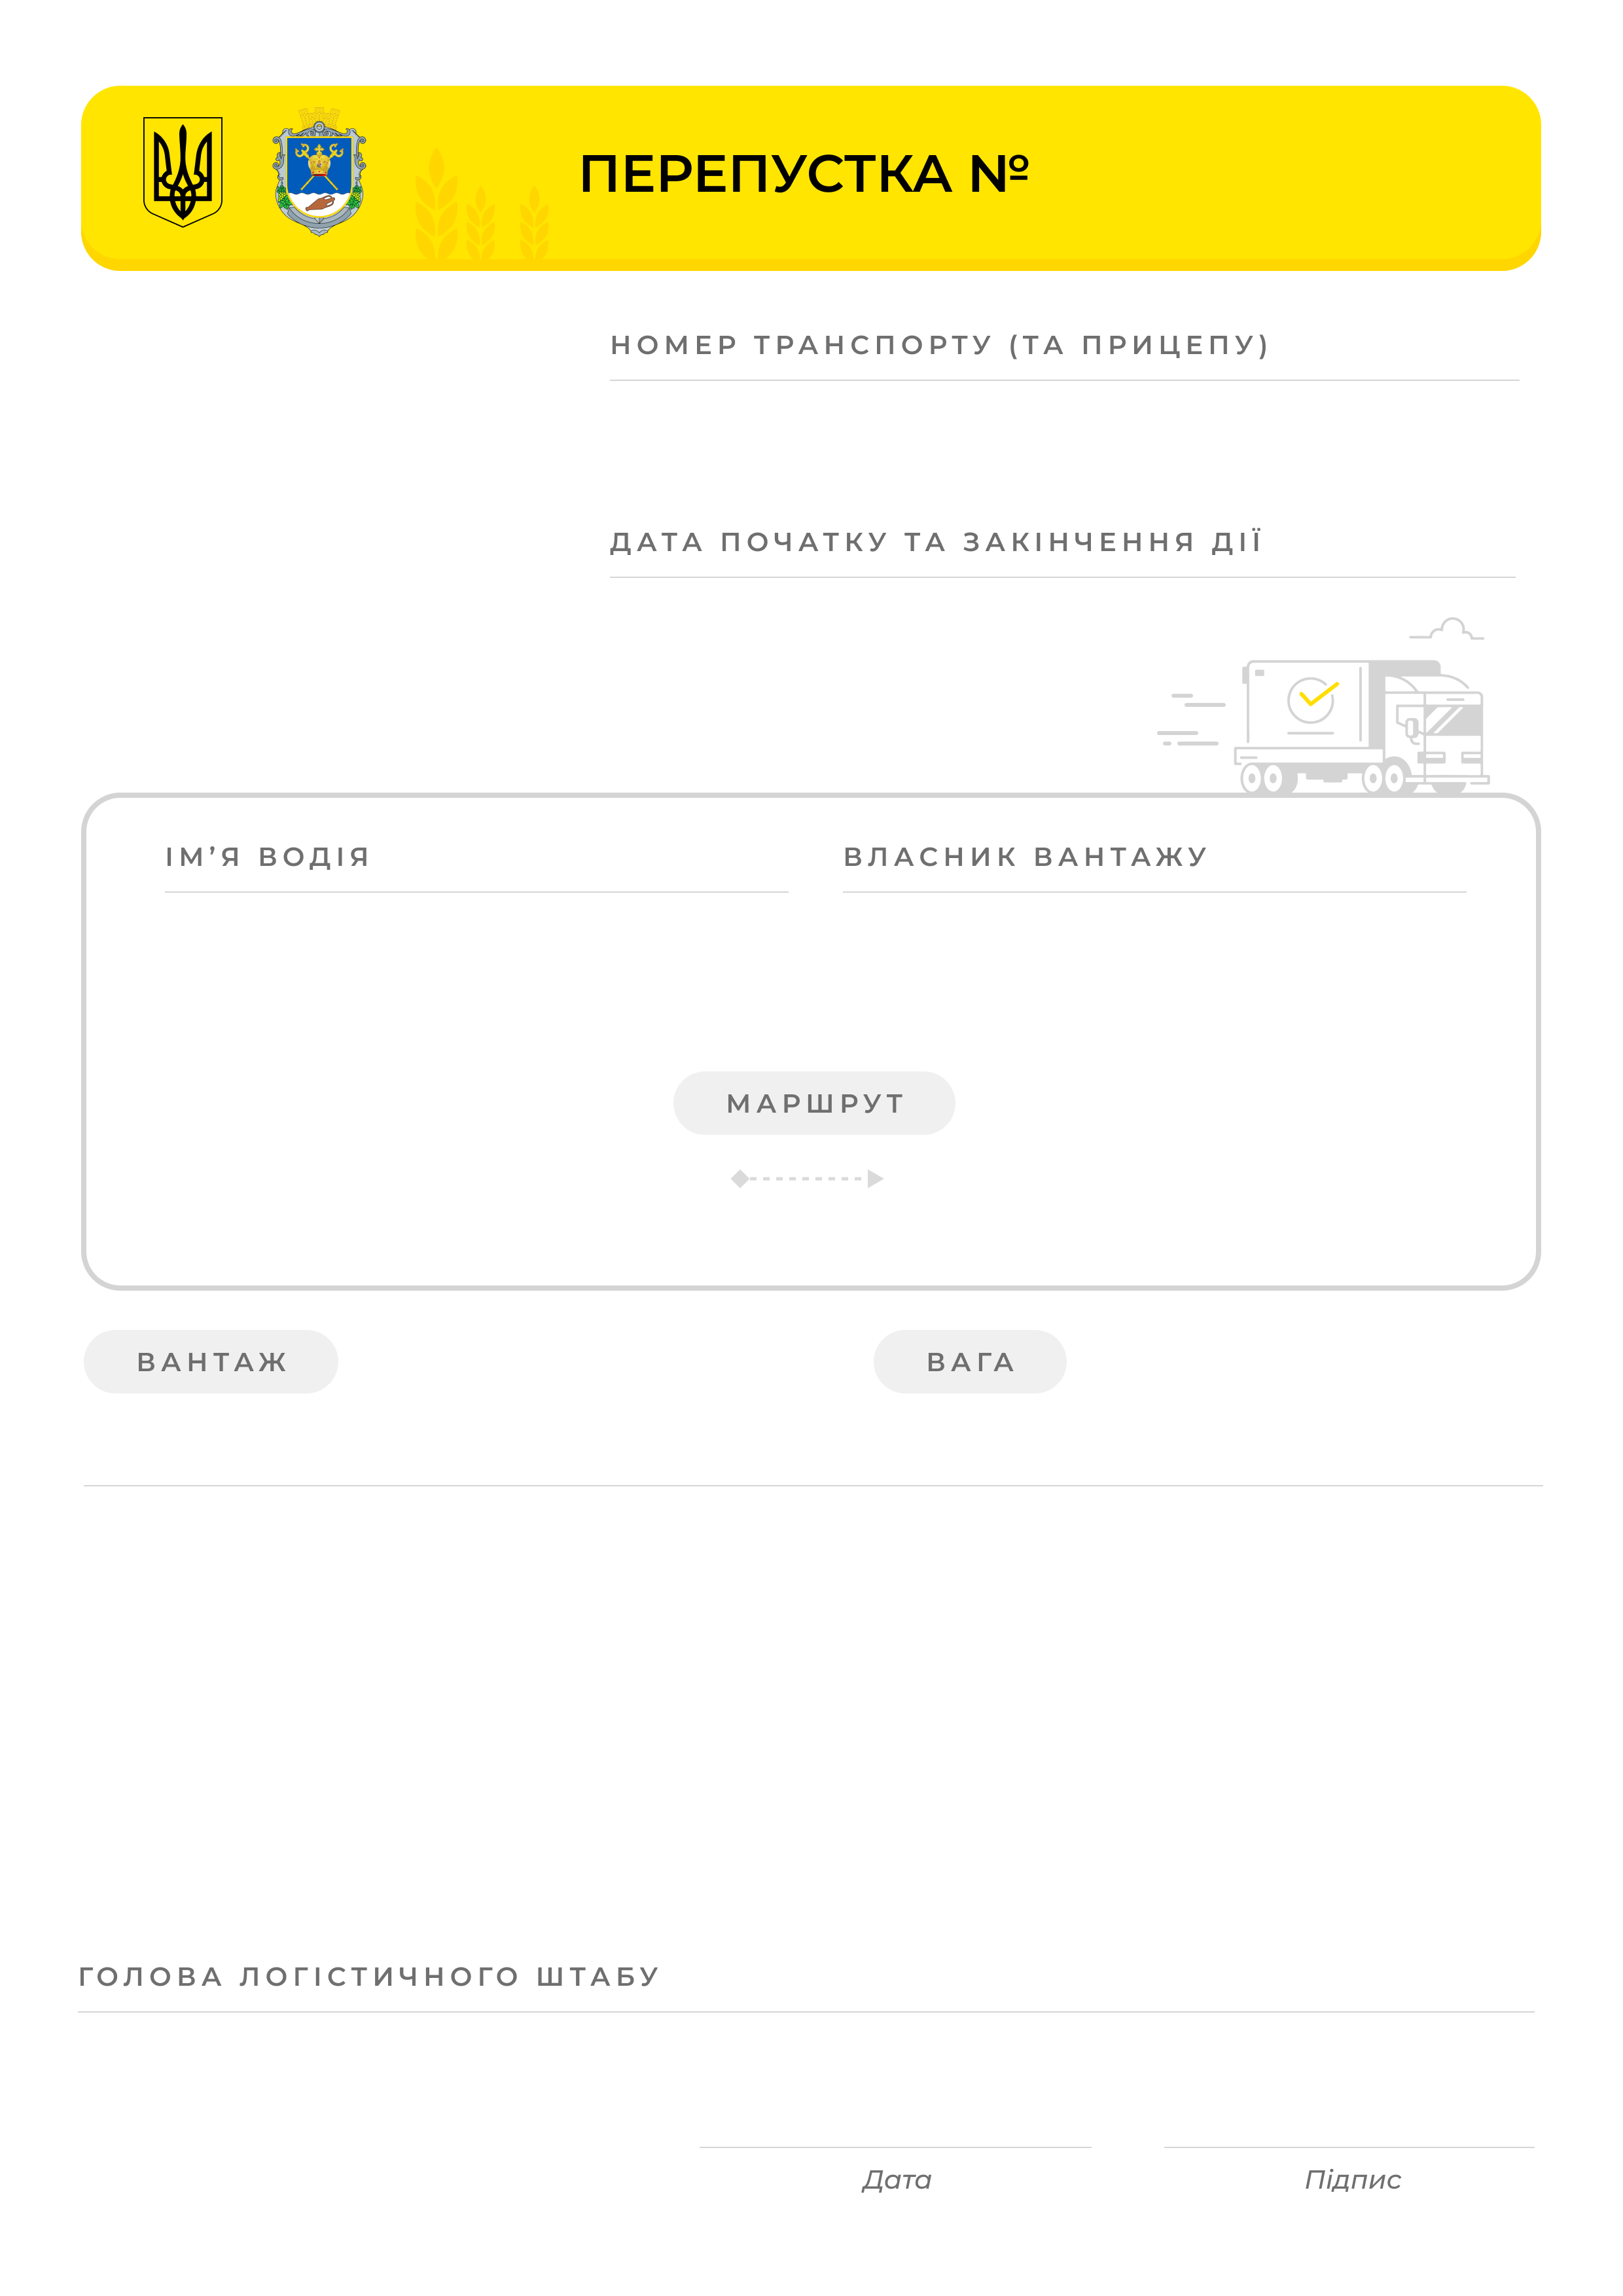 ПЕРЕПУСТКА №
НОМЕР ТРАНСПОРТУ (ТА ПРИЦЕПУ)
ДАТА ПОЧАТКУ ТА ЗАКІНЧЕННЯ ДІЇ
ІМ’Я ВОДІЯ
ВЛАСНИК ВАНТАЖУ
МАРШРУТ
ВАНТАЖ
ВАГА
ГОЛОВА ЛОГІСТИЧНОГО ШТАБУ
Дата
Підпис